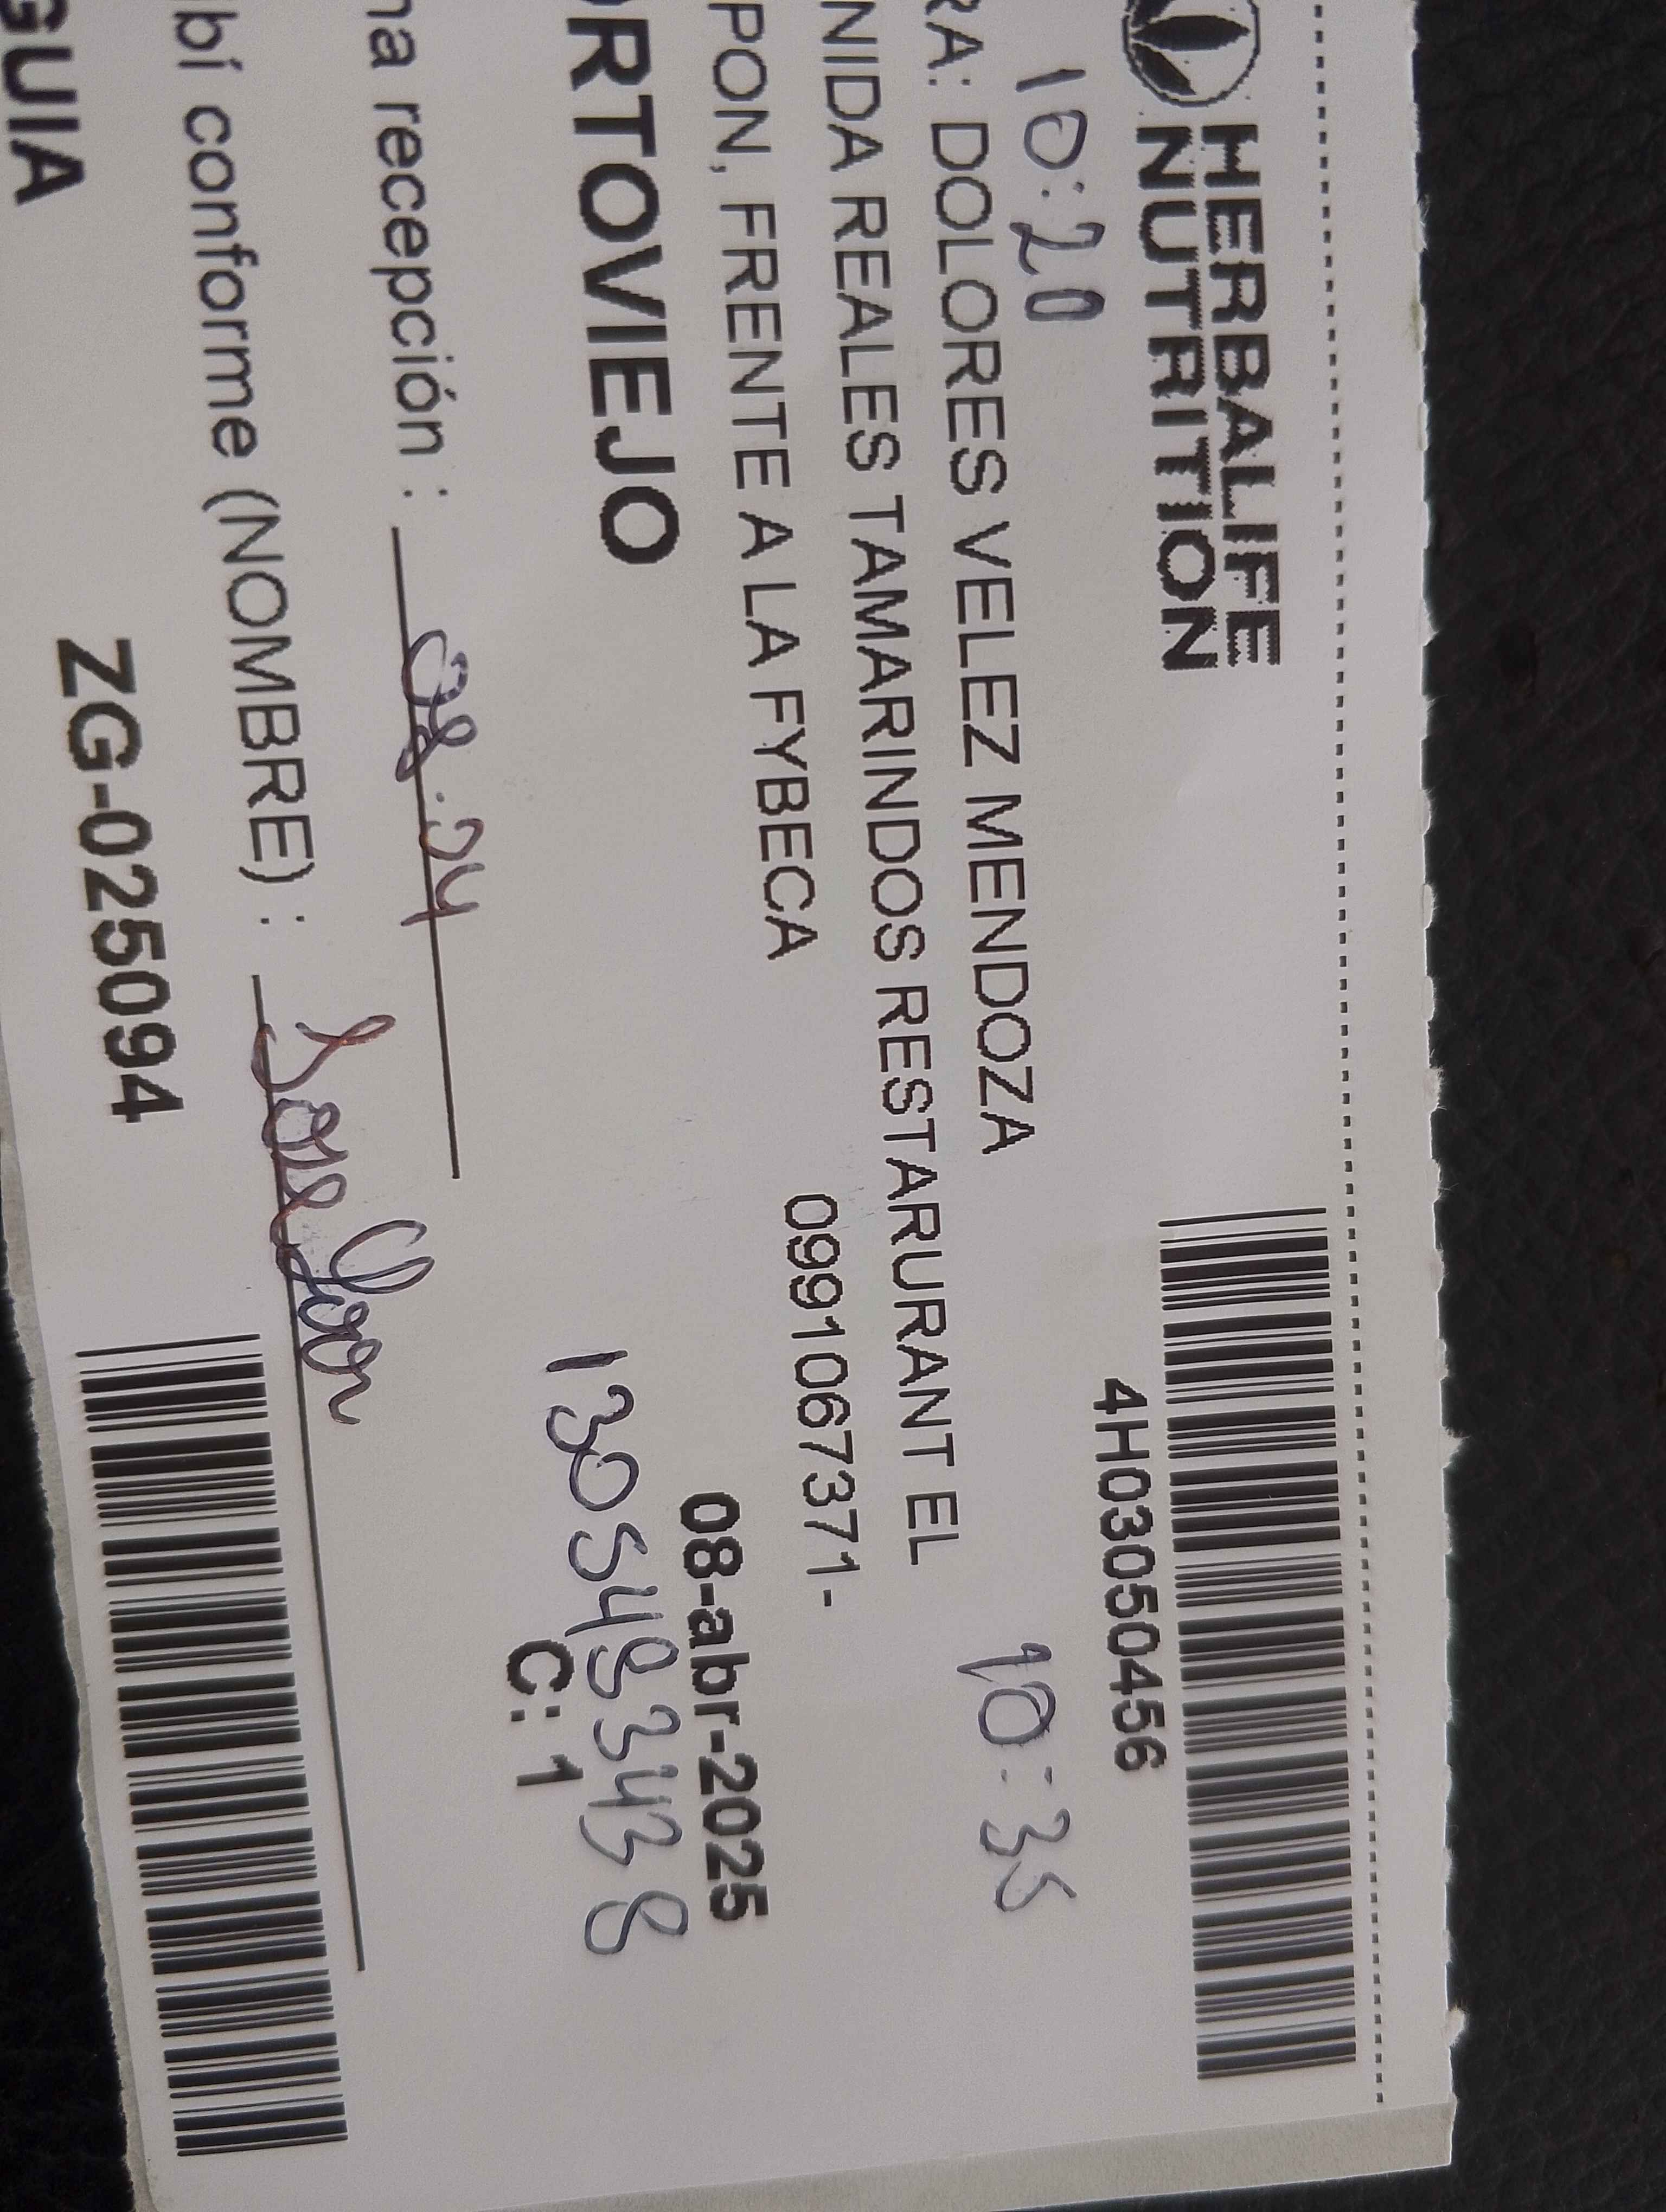 HERBALIFE
NUTRITION
4H03050456
10:20
10:35
RA: DOLORES VELEZ MENDOZA
NIDA REALES TAMARINDOS RESTARURANT EL
PON, FRENTE A LA FYBECA
0991067371-
08-abr-2025
RTOVIEJO
1305483438
C: 1
na recepción :
bí conforme (NOMBRE) :
GUIA
ZG-025094